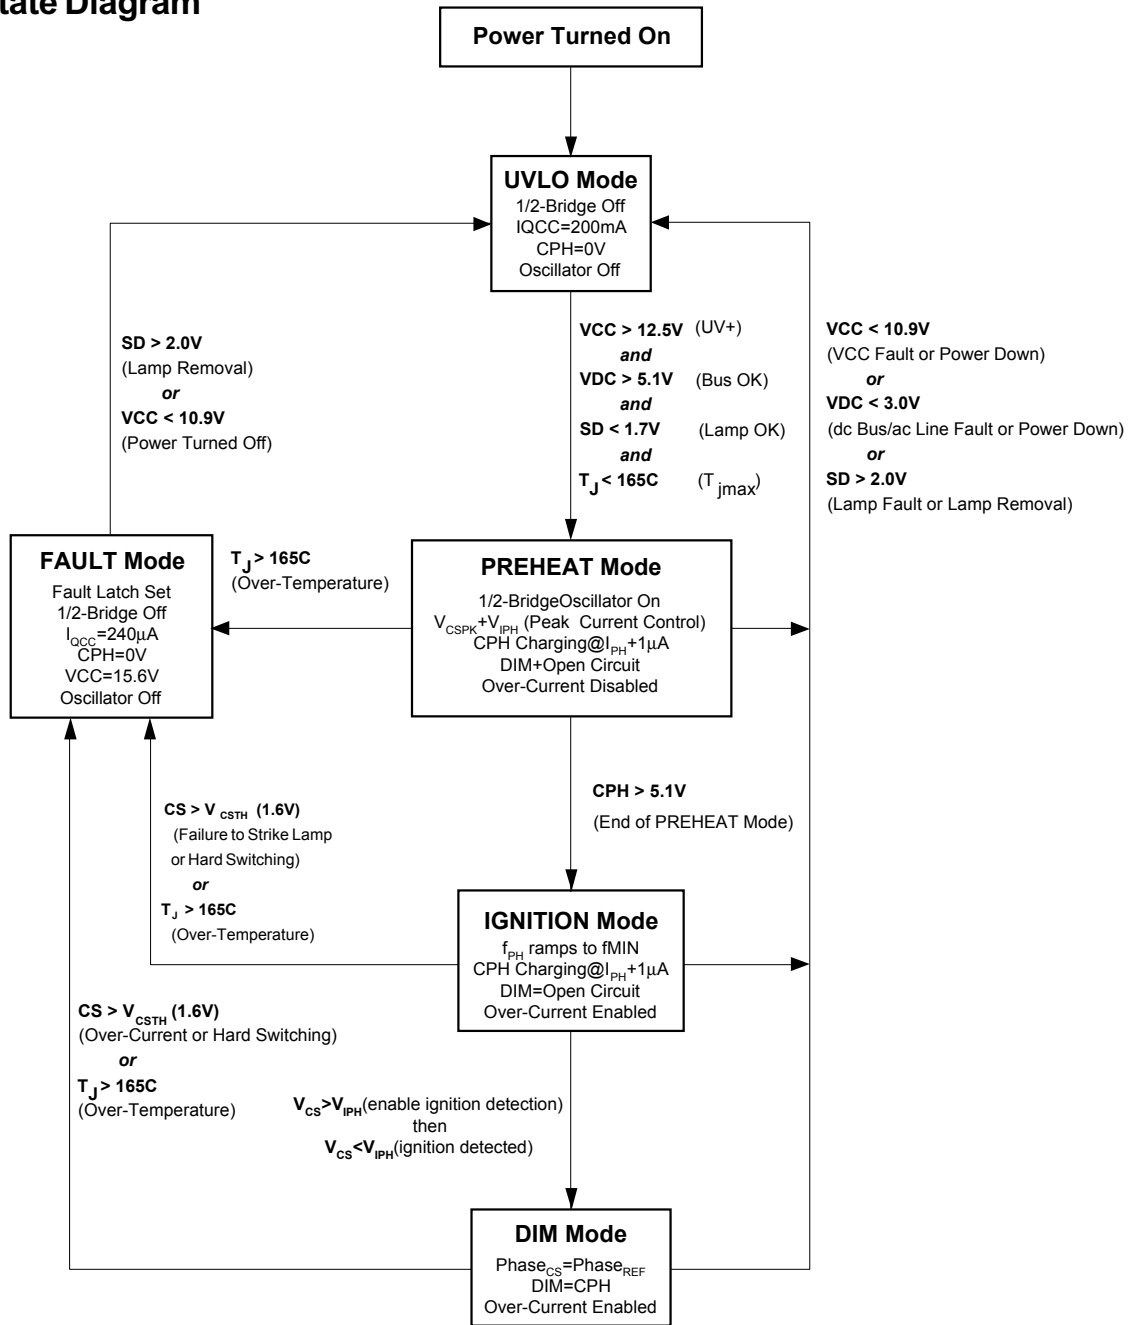 tate Diagram
Power Turned On
UVLO Mode
1/2-Bridge Off
IQCC=200mA
CPH=0V
Oscillator Off
SD > 2.0V
(Lamp Removal)
or
VCC < 10.9V
(Power Turned Off)
VCC > 12.5V (UV+)
and
VDC > 5.1V (Bus OK)
and
SD < 1.7V (Lamp OK)
and
TJ < 165C (T jmax)
VCC < 10.9V
(VCC Fault or Power Down)
or
VDC < 3.0V
(dc Bus/ac Line Fault or Power Down)
or
SD > 2.0V
(Lamp Fault or Lamp Removal)
FAULT Mode
Fault Latch Set
1/2-Bridge Off
IQCC=240µA
CPH=0V
VCC=15.6V
Oscillator Off
TJ > 165C
(Over-Temperature)
PREHEAT Mode
1/2-BridgeOscillator On
VCSPK+VIPH (Peak Current Control)
CPH Charging@IPH+1µA
DIM+Open Circuit
Over-Current Disabled
CPH > 5.1V
(End of PREHEAT Mode)
CS > V CSTH (1.6V)
(Failure to Strike Lamp
or Hard Switching)
or
TJ > 165C
(Over-Temperature)
IGNITION Mode
fPH ramps to fMIN
CPH Charging@IPH+1µA
DIM=Open Circuit
Over-Current Enabled
CS > VCSTH (1.6V)
(Over-Current or Hard Switching)
or
TJ > 165C
(Over-Temperature)
VCS>VIPH(enable ignition detection)
then
VCS<VIPH(ignition detected)
DIM Mode
PhaseCS=PhaseREF
DIM=CPH
Over-Current Enabled